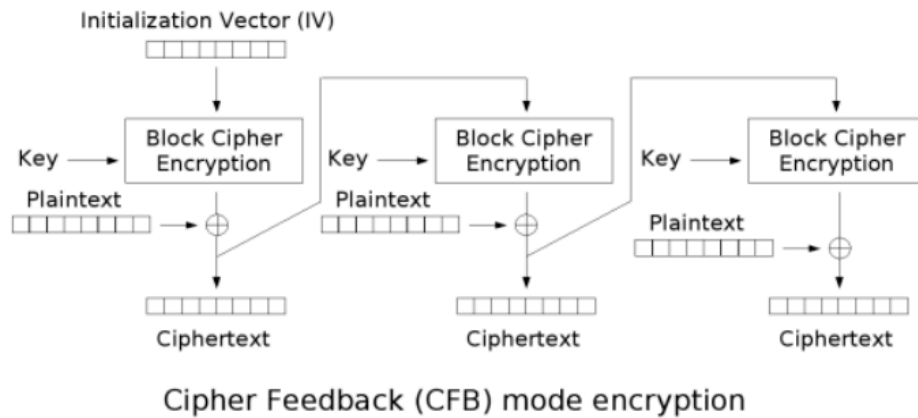 Initialization Vector (IV)
Key
Block Cipher
Encryption
Plaintext
Ciphertext
Key
Block Cipher
Encryption
Plaintext
Ciphertext
Key
Block Cipher
Encryption
Plaintext
Ciphertext
Cipher Feedback (CFB) mode encryption